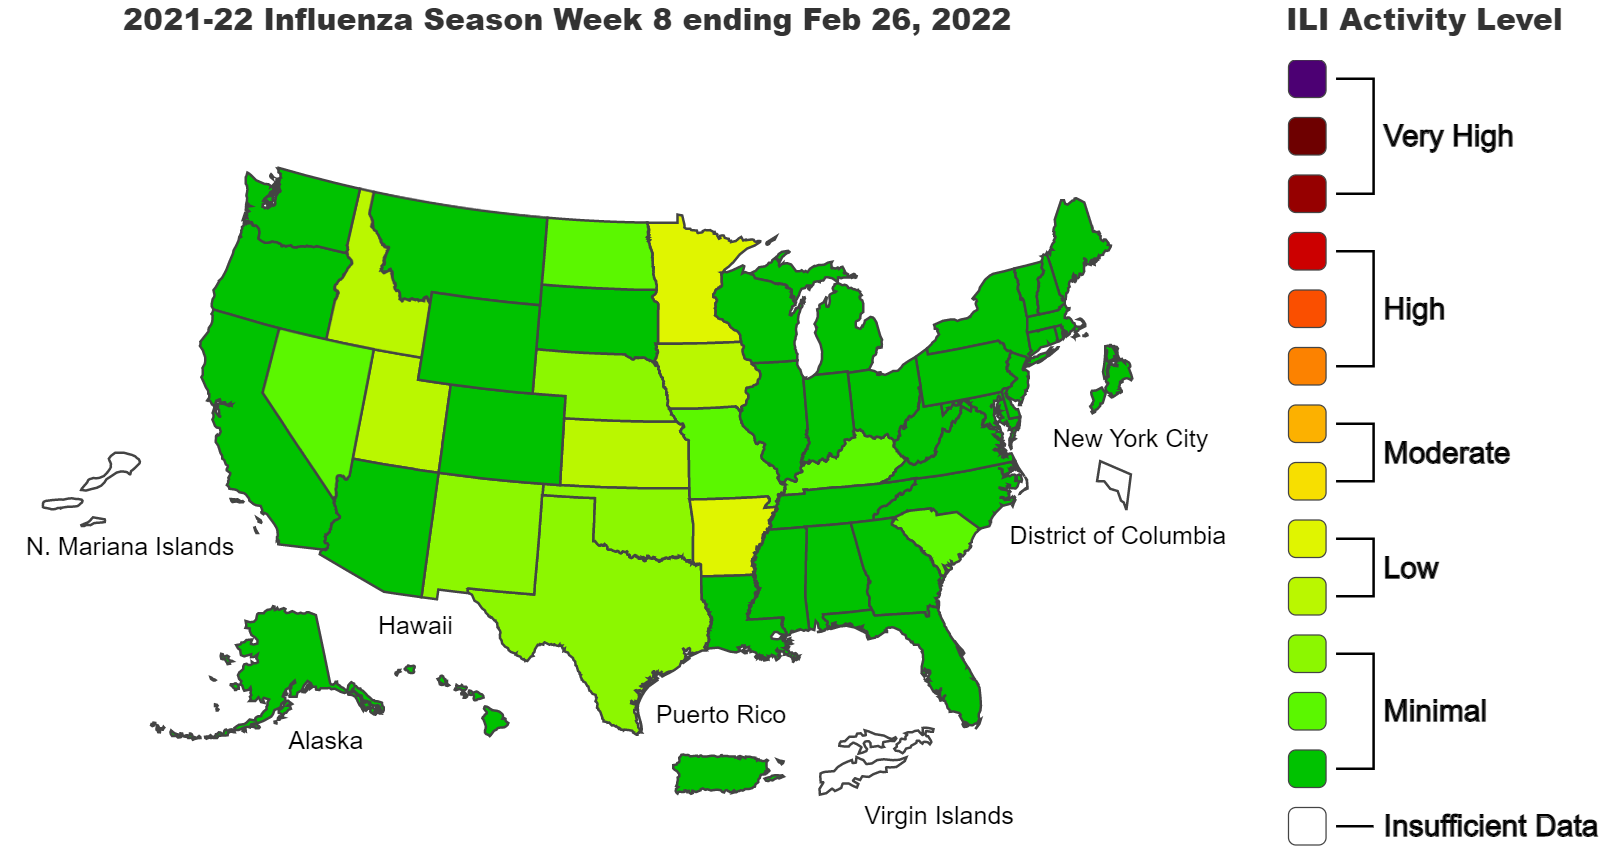 2021-22 Influenza Season Week 8 ending Feb 26, 2022
ILI Activity Level
Very High
High
Moderate
Low
Minimal
Insufficient Data
New York City
District of Columbia
N. Mariana Islands
Hawaii
Alaska
Puerto Rico
Virgin Islands